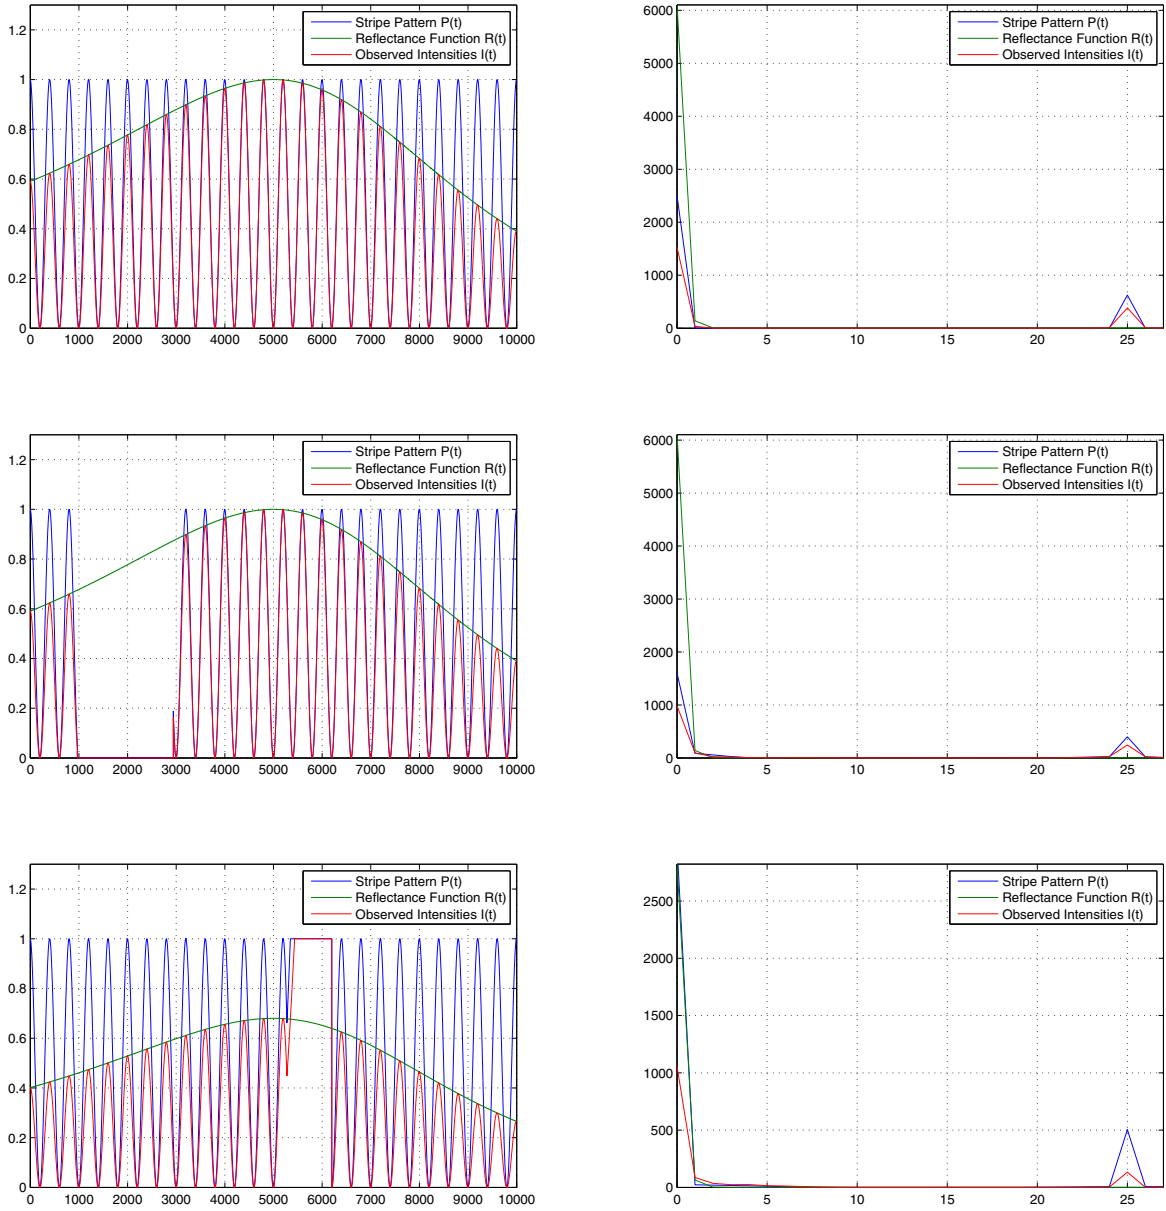 Stripe Pattern P(t)
Reflectance Function R(t)
Observed Intensities I(t)
1.2
1
0.8
0.6
0.4
0.2
0
0 1000 2000 3000 4000 5000 6000 7000 8000 9000 10000
Stripe Pattern P(t)
Reflectance Function R(t)
Observed Intensities I(t)
6000
5000
4000
3000
2000
1000
0
0 5 10 15 20 25
Stripe Pattern P(t)
Reflectance Function R(t)
Observed Intensities I(t)
1.2
1
0.8
0.6
0.4
0.2
0
0 1000 2000 3000 4000 5000 6000 7000 8000 9000 10000
Stripe Pattern P(t)
Reflectance Function R(t)
Observed Intensities I(t)
6000
5000
4000
3000
2000
1000
0
0 5 10 15 20 25
Stripe Pattern P(t)
Reflectance Function R(t)
Observed Intensities I(t)
1.2
1
0.8
0.6
0.4
0.2
0
0 1000 2000 3000 4000 5000 6000 7000 8000 9000 10000
Stripe Pattern P(t)
Reflectance Function R(t)
Observed Intensities I(t)
2500
2000
1500
1000
500
0
0 5 10 15 20 25